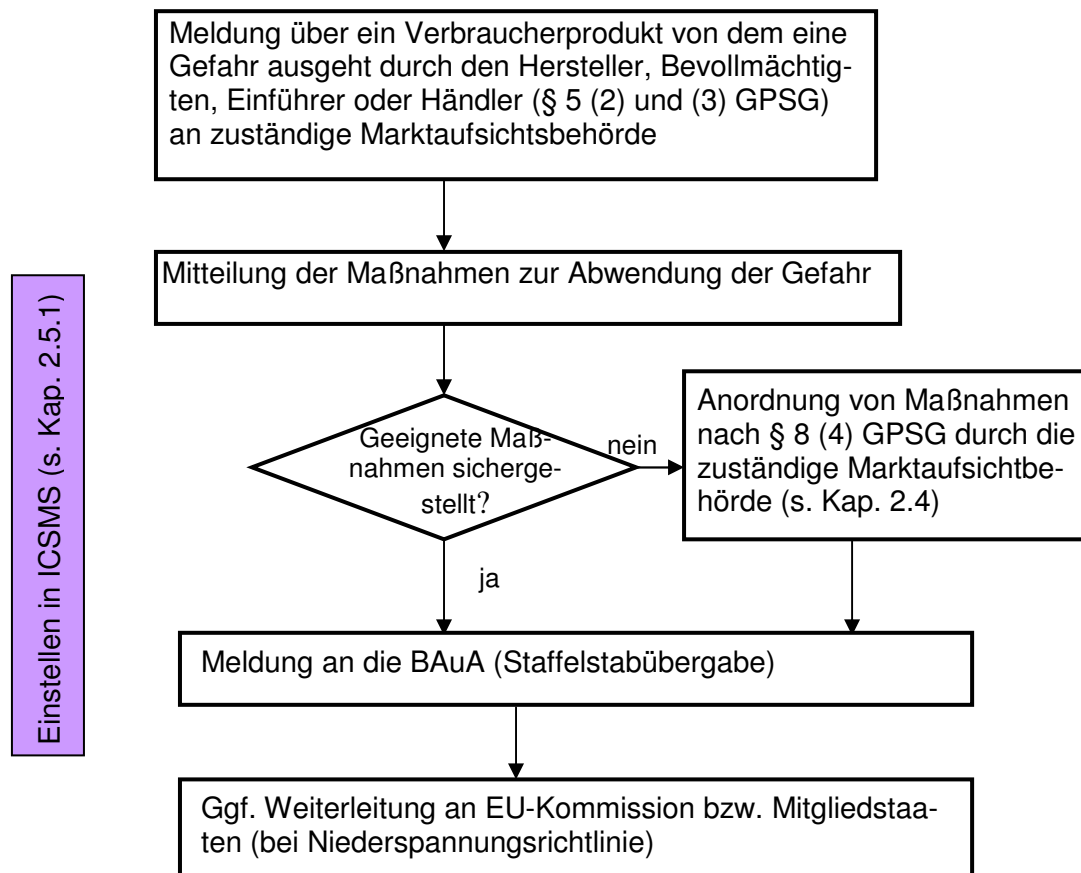 Meldung über ein Verbraucherprodukt von dem eine
Gefahr ausgeht durch den Hersteller, Bevollmächtig-
ten, Einführer oder Händler (§ 5 (2) und (3) GPSG)
an zuständige Marktaufsichtsbehörde
Mitteilung der Maßnahmen zur Abwendung der Gefahr
Einstellen in ICSMS (s. Kap. 2.5.1)
Geeignete Maß-
nahmen sicherge-
stellt?
nein
Anordnung von Maßnahmen
nach § 8 (4) GPSG durch die
zuständige Marktaufsichtbe-
hörde (s. Kap. 2.4)
ja
Meldung an die BAuA (Staffelstabübergabe)
Ggf. Weiterleitung an EU-Kommission bzw. Mitgliedstaa-
ten (bei Niederspannungsrichtlinie)